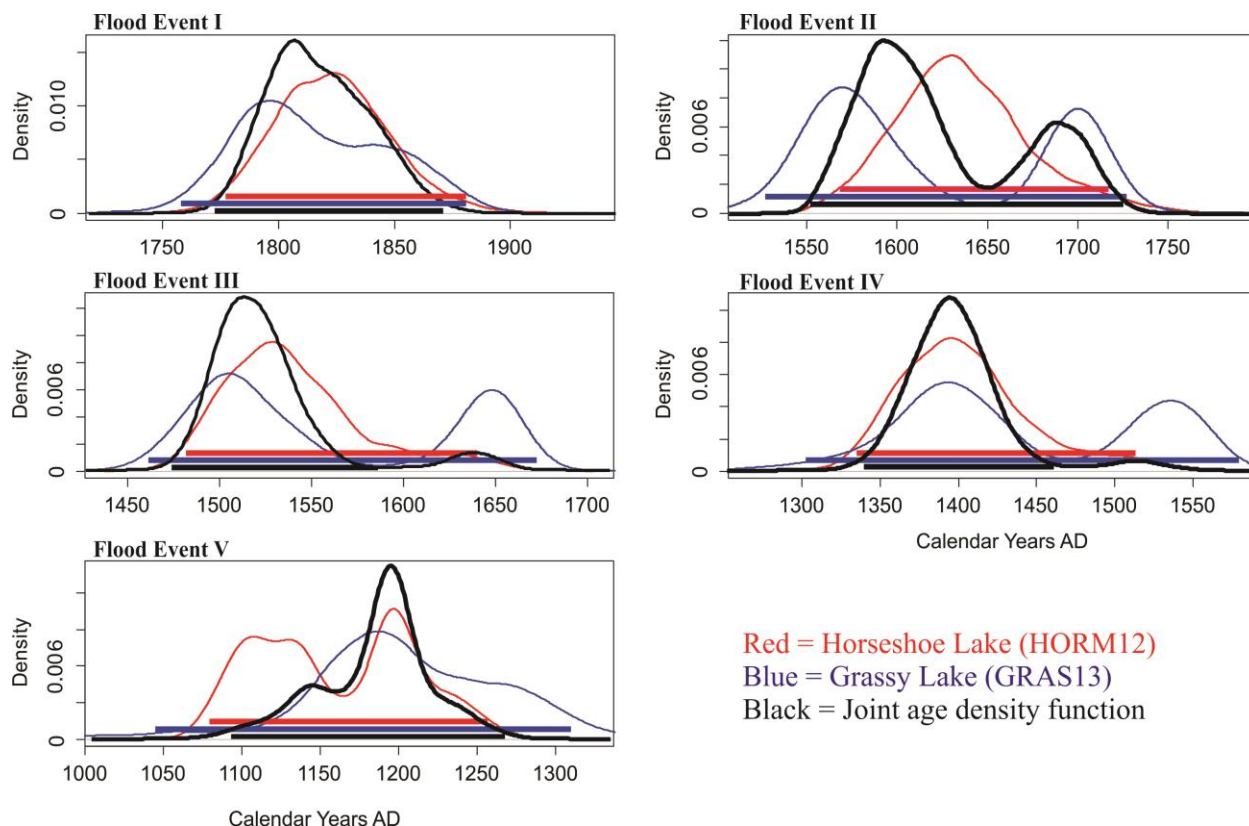 Flood Event I
Density
0.010
0
1750 1800 1850 1900
Flood Event II
Density
0.006
0
1550 1600 1650 1700 1750
Flood Event III
Density
0.006
0
1450 1500 1550 1600 1650 1700
Flood Event IV
Density
0.006
0
1300 1350 1400 1450 1500 1550
Calendar Years AD
Flood Event V
Density
0.006
0
1000 1100 1150 1200 1250 1300
Calendar Years AD
Red = Horseshoe Lake (HORM12)
Blue = Grassy Lake (GRAS13)
Black = Joint age density function